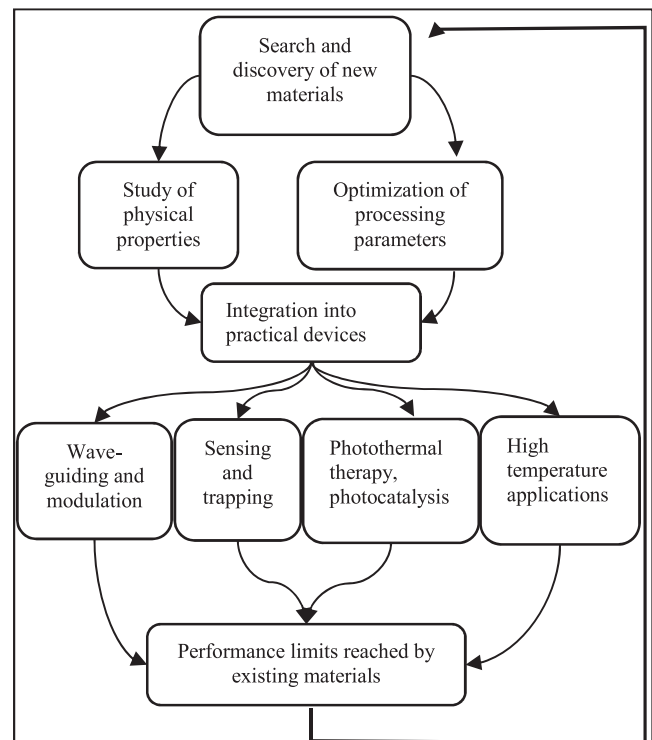 Search and
discovery of new
materials
Study of
physical
properties
Optimization of
processing
parameters
Integration into
practical devices
Wave-
guiding and
modulation
Sensing
and
trapping
Photothermal
therapy,
photocatalysis
High
temperature
applications
Performance limits reached by
existing materials